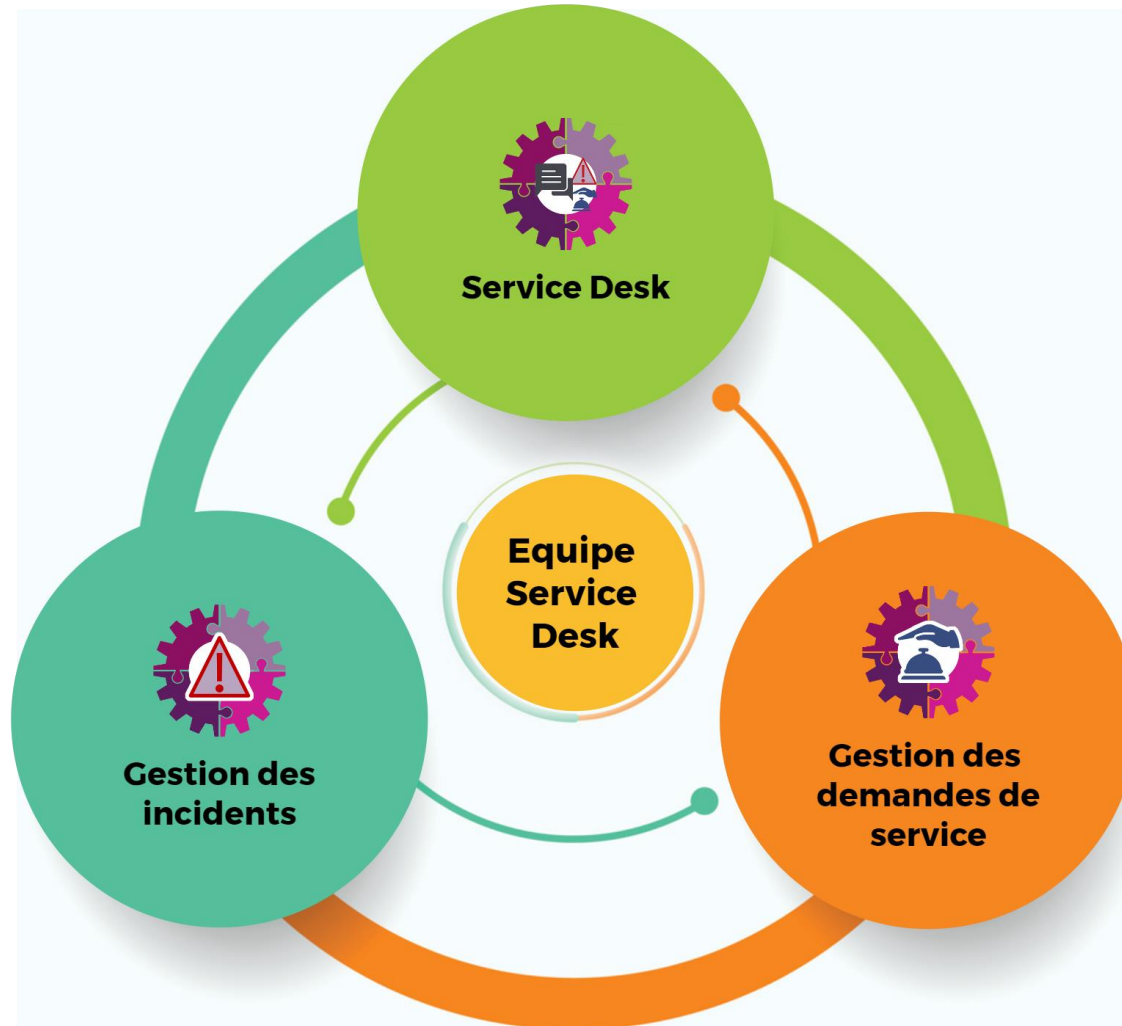 Service Desk
Equipe
Service
Desk
Gestion des
incidents
Gestion des
demandes de
service